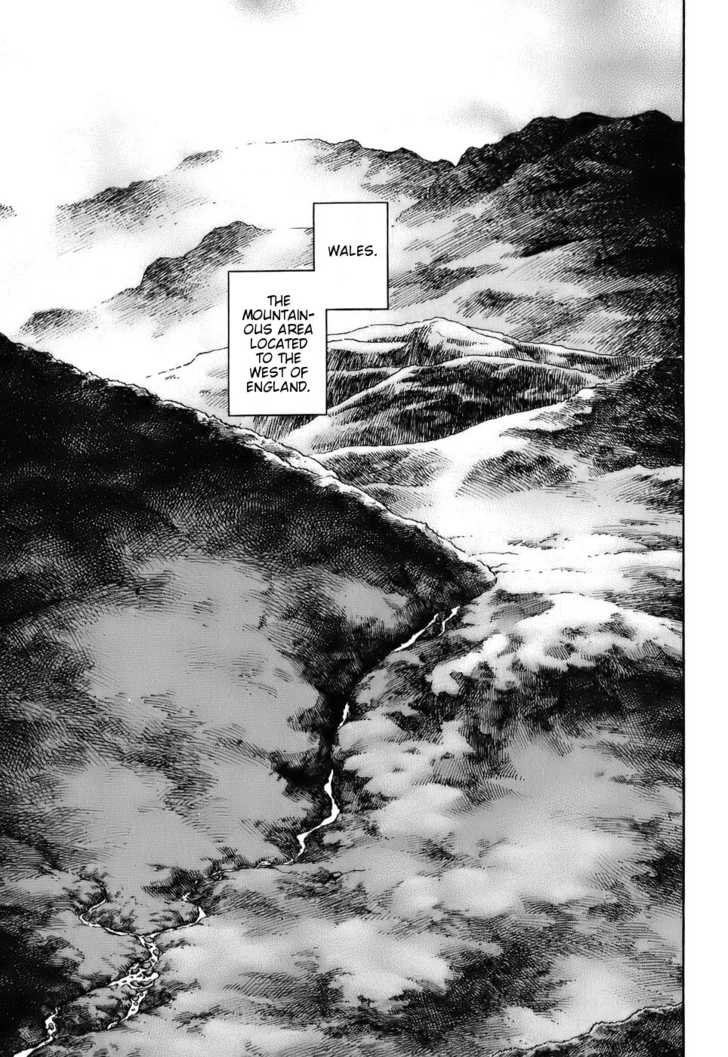 WALES.
THE
MOUNTAIN-
OUS AREA
LOCATED
TO THE
WEST OF
ENGLAND.